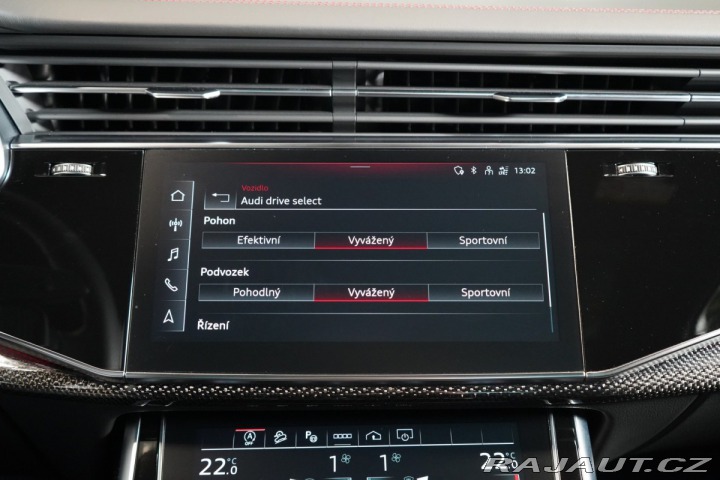 13:02
Vozidlo
Audi drive select
Pohon
Efektivní Vyvážený Sportovní
Podvozek
Pohodlný Vyvážený Sportovní
Řízení
A OFF P
22.0 °C 1 1 22.0 °C
RAJAUT.CZ